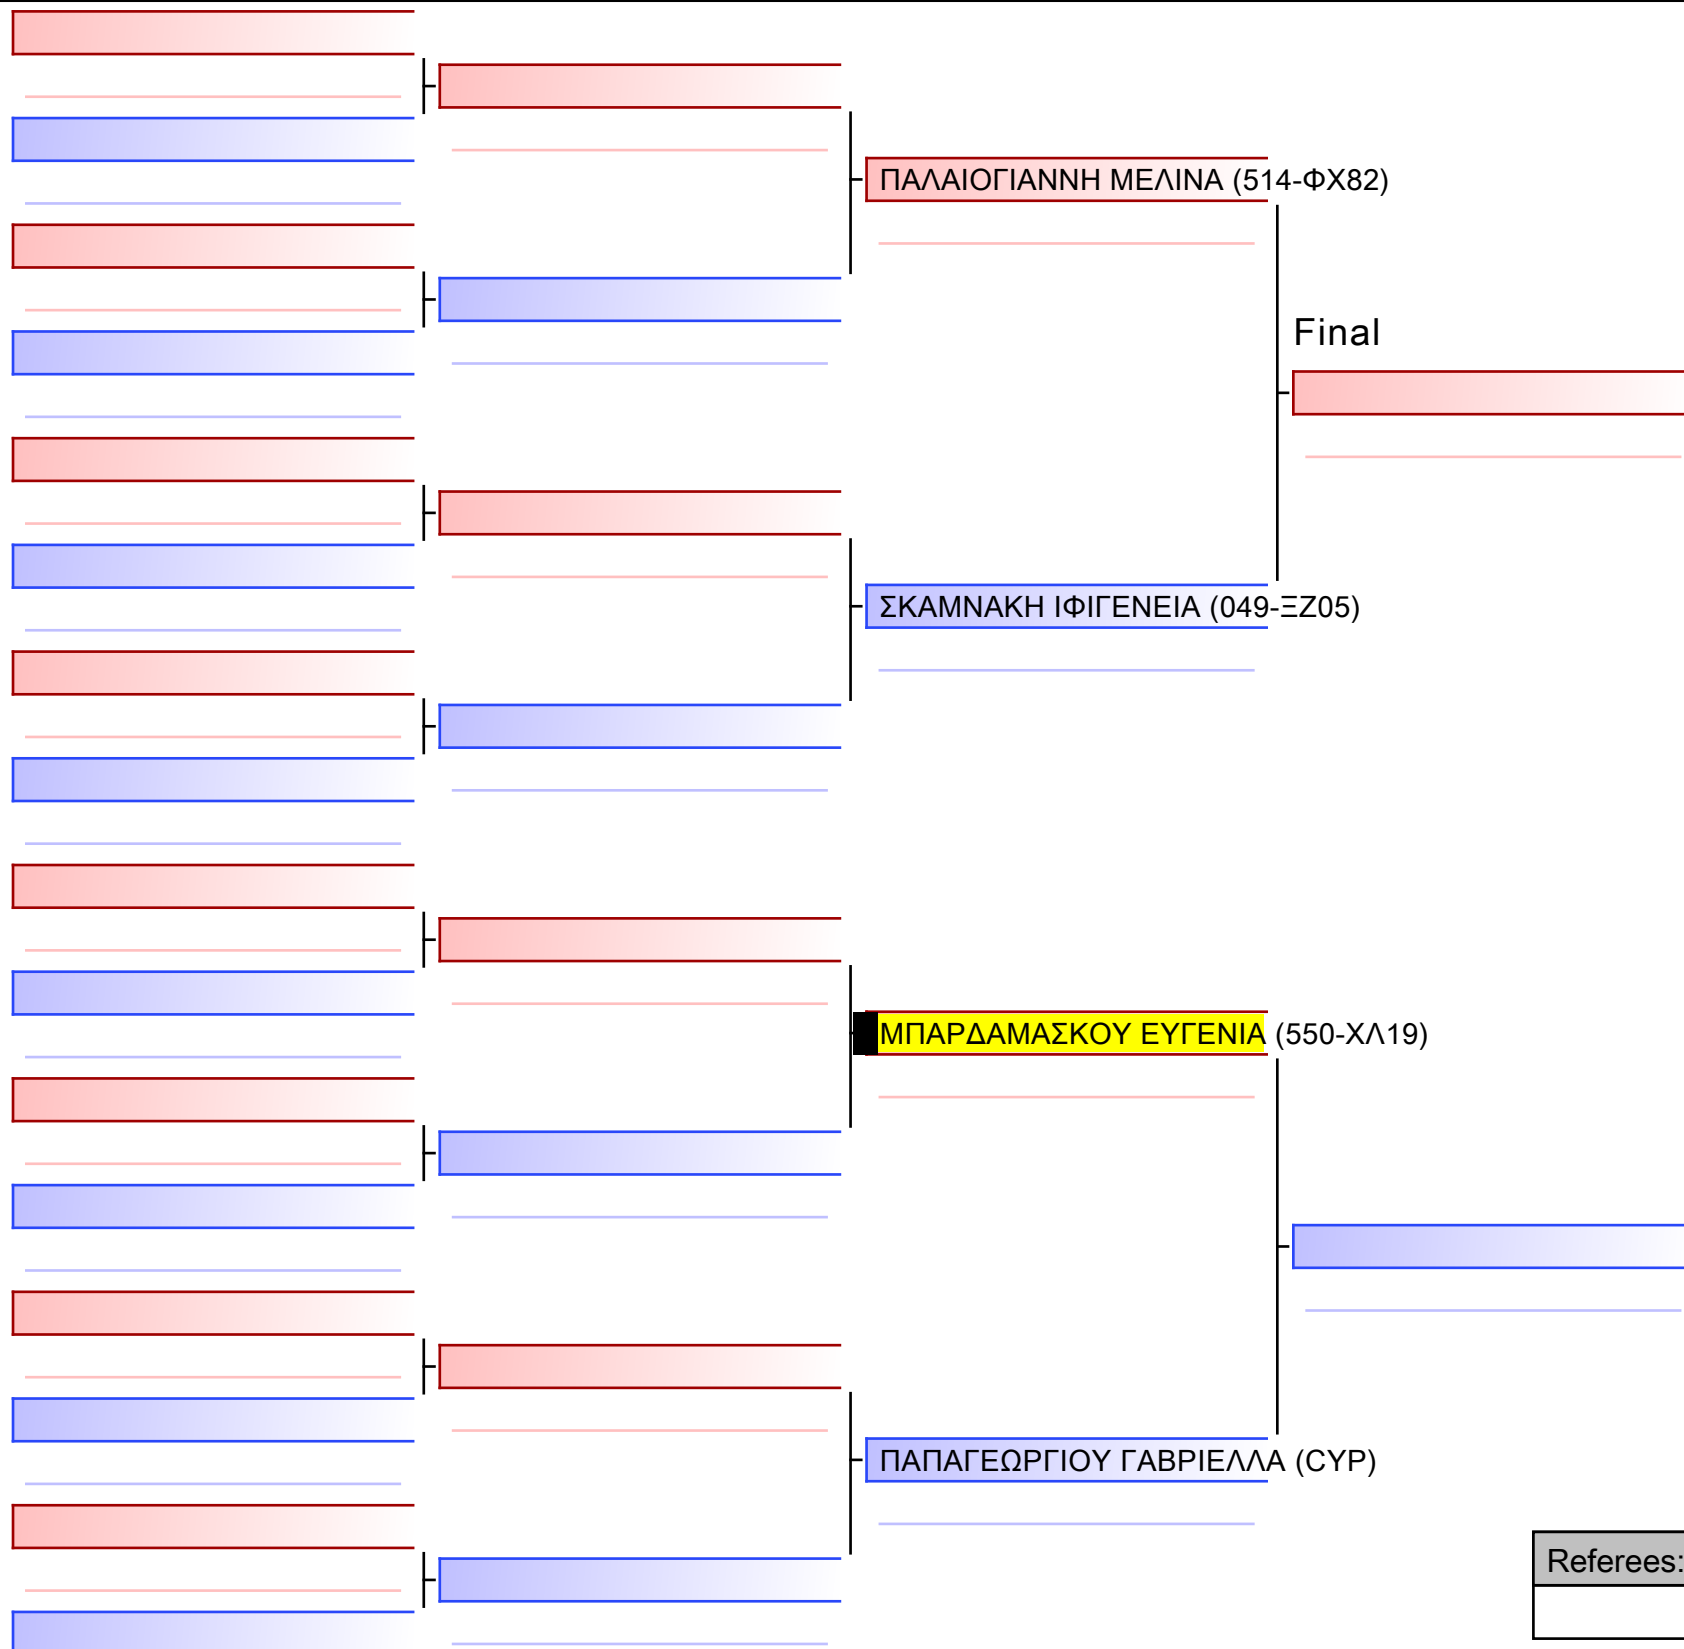 ΠΑΛΑΙΟΓΙΑΝΝΗ ΜΕΛΙΝΑ (514-ΦΧ82)
Final
ΣΚΑΜΝΑΚΗ ΙΦΙΓΕΝΕΙΑ (049-ΞΖ05)
ΜΠΑΡΔΑΜΑΣΚΟΥ ΕΥΓΕΝΙΑ (550-ΧΛ19)
ΠΑΠΑΓΕΩΡΓΙΟΥ ΓΑΒΡΙΕΛΛΑ (CYP)
Referees: